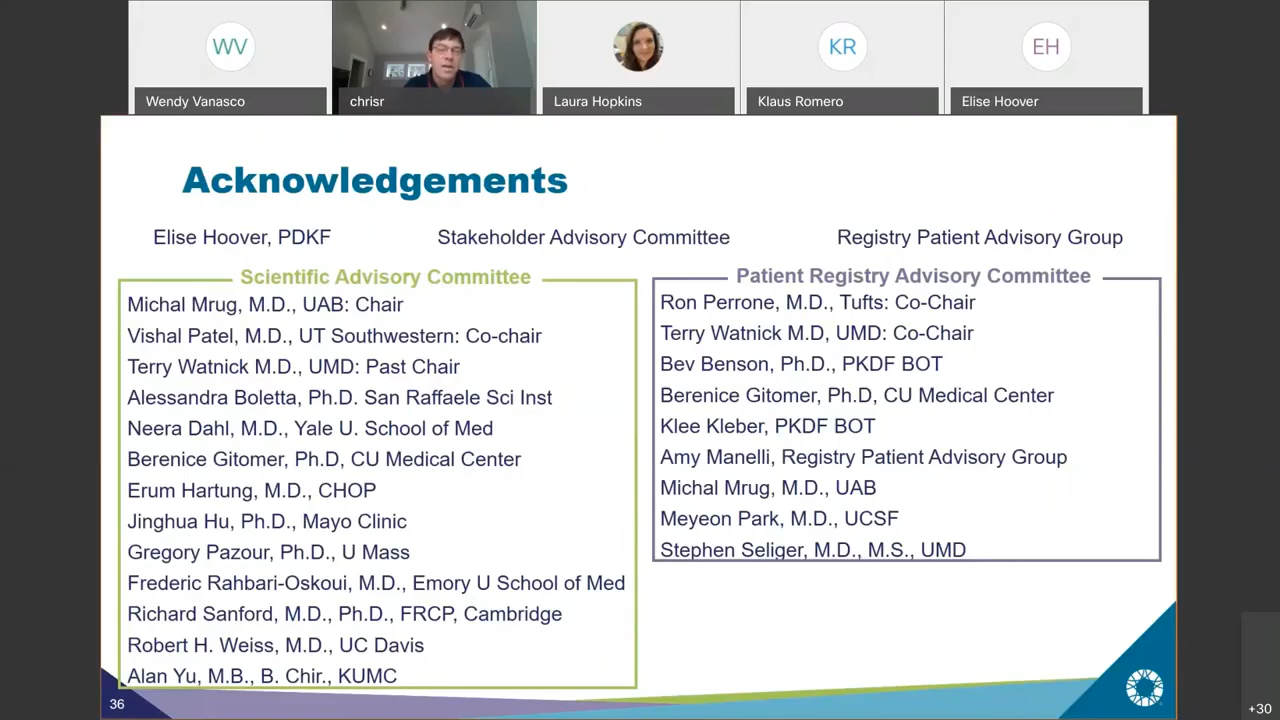 WV
KR
EH
Wendy Vanasco
chrisr
Laura Hopkins
Klaus Romero
Elise Hoover
Acknowledgements
Elise Hoover, PDKF
Stakeholder Advisory Committee
Registry Patient Advisory Group
Scientific Advisory Committee
Michal Mrug, M.D., UAB: Chair
Vishal Patel, M.D., UT Southwestern: Co-chair
Terry Watnick M.D., UMD: Past Chair
Alessandra Boletta, Ph.D. San Raffaele Sci Inst
Neera Dahl, M.D., Yale U. School of Med
Berenice Gitomer, Ph.D, CU Medical Center
Erum Hartung, M.D., CHOP
Jinghua Hu, Ph.D., Mayo Clinic
Gregory Pazour, Ph.D., U Mass
Frederic Rahbari-Oskoui, M.D., Emory U School of Med
Richard Sanford, M.D., Ph.D., FRCP, Cambridge
Robert H. Weiss, M.D., UC Davis
Alan Yu, M.B., B. Chir., KUMC
Patient Registry Advisory Committee
Ron Perrone, M.D., Tufts: Co-Chair
Terry Watnick M.D, UMD: Co-Chair
Bev Benson, Ph.D., PKDF BOT
Berenice Gitomer, Ph.D, CU Medical Center
Klee Kleber, PKDF BOT
Amy Manelli, Registry Patient Advisory Group
Michal Mrug, M.D., UAB
Meyeon Park, M.D., UCSF
Stephen Seliger, M.D., M.S., UMD
36
+30